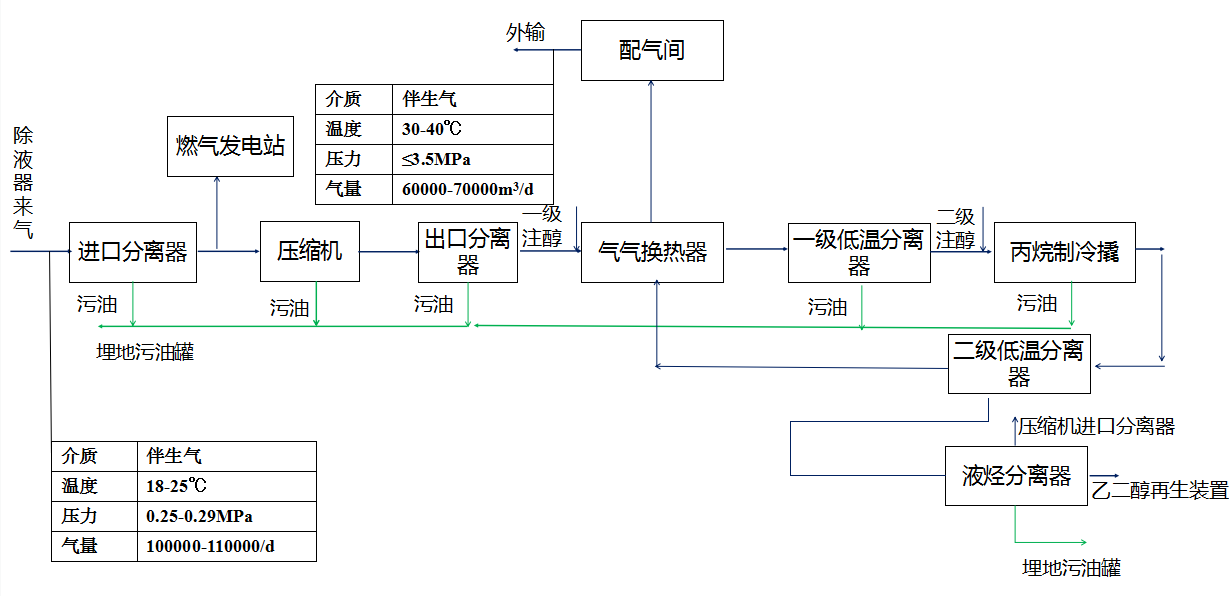 外输
配气间
介质 伴生气
温度 30-40℃
压力 ≤3.5MPa
气量 60000-70000m³/d
除
液
器
来
气
燃气发电站
进口分离器
压缩机
出口分离
器
一级
注醇
气气换热器
一级低温分离
器
二级
注醇
丙烷制冷撬
污油
污油
污油
污油
污油
埋地污油罐
二级低温分离
器
压缩机进口分离器
液烃分离器
乙二醇再生装置
埋地污油罐
介质 伴生气
温度 18-25℃
压力 0.25-0.29MPa
气量 100000-110000/d